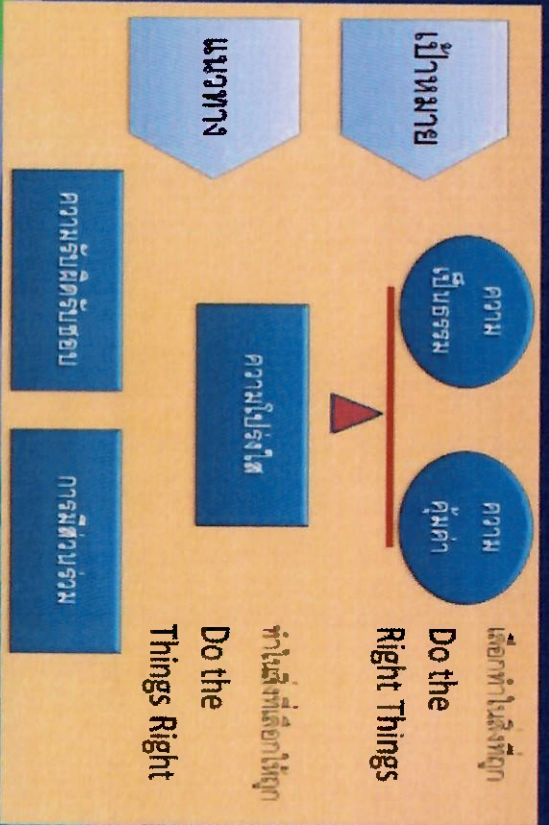 เป้าหมาย
ความ
เป็นธรรม
ความ
คุ้มค่า
เลือกทำในสิ่งที่ถูก
Do the
Right Things
แนวทาง
ความโปร่งใส
ทำในสิ่งที่เลือกให้ถูก
Do the
Things Right
ความรับผิดรับชอบ
การมีส่วนร่วม